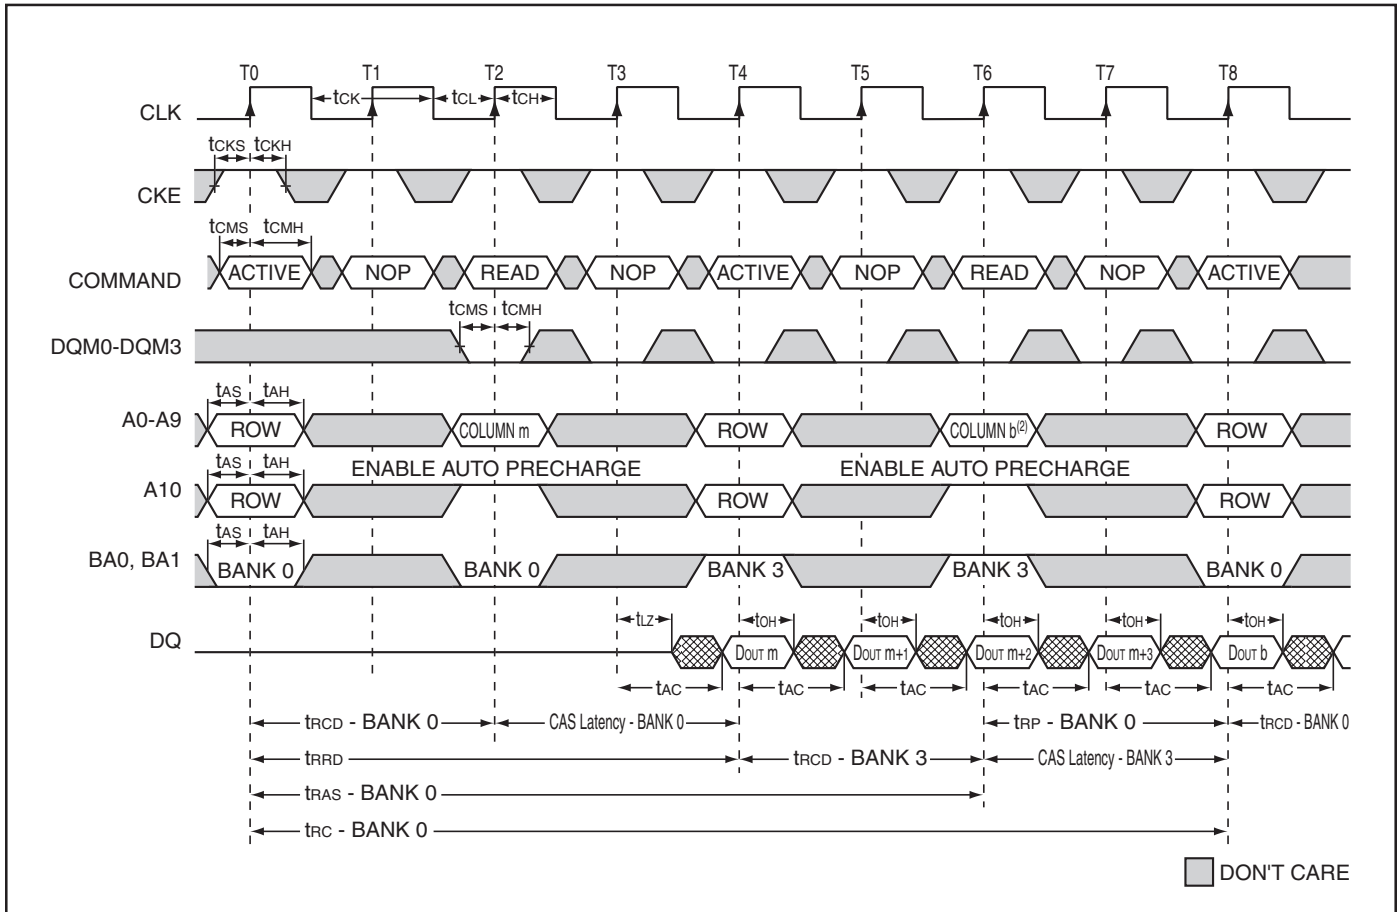 T0 T1 T2 T3 T4 T5 T6 T7 T8
CLK tCK tCL tCH
tCKS tCKH
CKE
tCMS tCMH
COMMAND ACTIVE NOP READ NOP ACTIVE NOP READ NOP ACTIVE
tCMS tCMH
DQM0-DQM3
tAS tAH
A0-A9 ROW COLUMN m ROW COLUMN b(2) ROW
tAS tAH ENABLE AUTO PRECHARGE ENABLE AUTO PRECHARGE
A10 ROW ROW ROW
tAS tAH
BA0, BA1 BANK 0 BANK 0 BANK 3 BANK 3 BANK 0
tLZ tOH tOH tOH tOH tOH
DQ DOUT m DOUT m+1 DOUT m+2 DOUT m+3 DOUT b
tAC tAC tAC tAC tAC tAC
tRCD - BANK 0 CAS Latency - BANK 0 tRP - BANK 0 tRCD - BANK 0
tRRD tRCD - BANK 3 CAS Latency - BANK 3
tRAS - BANK 0
tRC - BANK 0
DON'T CARE